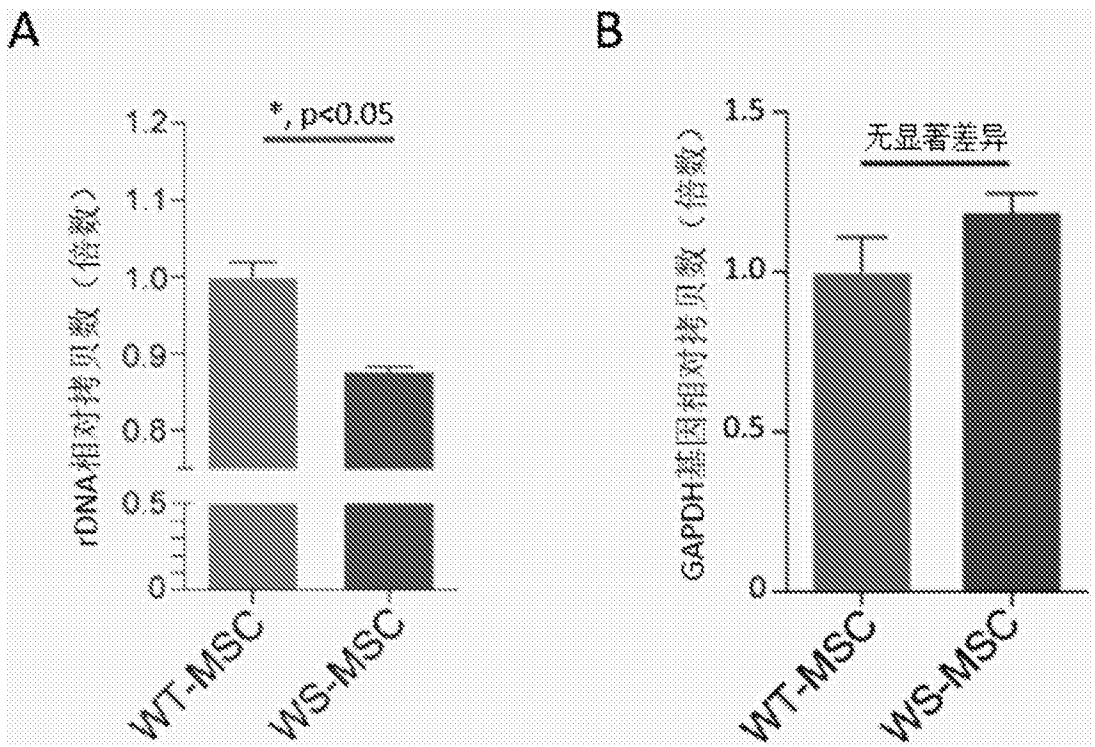 A
*, p<0.05
rDNA相对拷贝数（倍数）
1.2
1.1
1.0
0.9
0.8
0.5
0
WT-MSC
WS-MSC
B
无显著差异
GAPDH基因相对拷贝数（倍数）
1.5
1.0
0.5
0
WT-MSC
WS-MSC